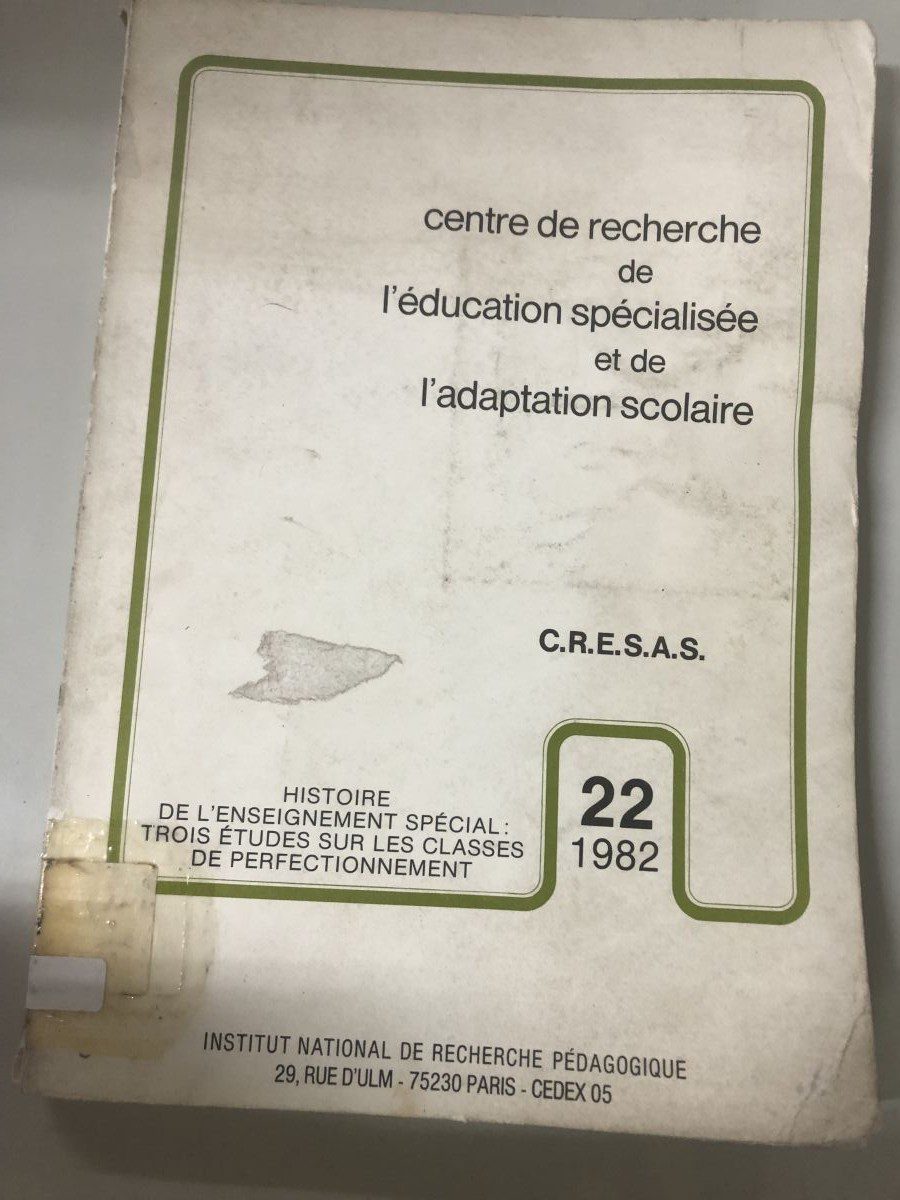 centre de recherche
de
l'éducation spécialisée
et de
l'adaptation scolaire
C.R.E.S.A.S.
HISTOIRE
DE L'ENSEIGNEMENT SPÉCIAL :
TROIS ÉTUDES SUR LES CLASSES
DE PERFECTIONNEMENT
22
1982
INSTITUT NATIONAL DE RECHERCHE PÉDAGOGIQUE
29, RUE D'ULM - 75230 PARIS - CEDEX 05